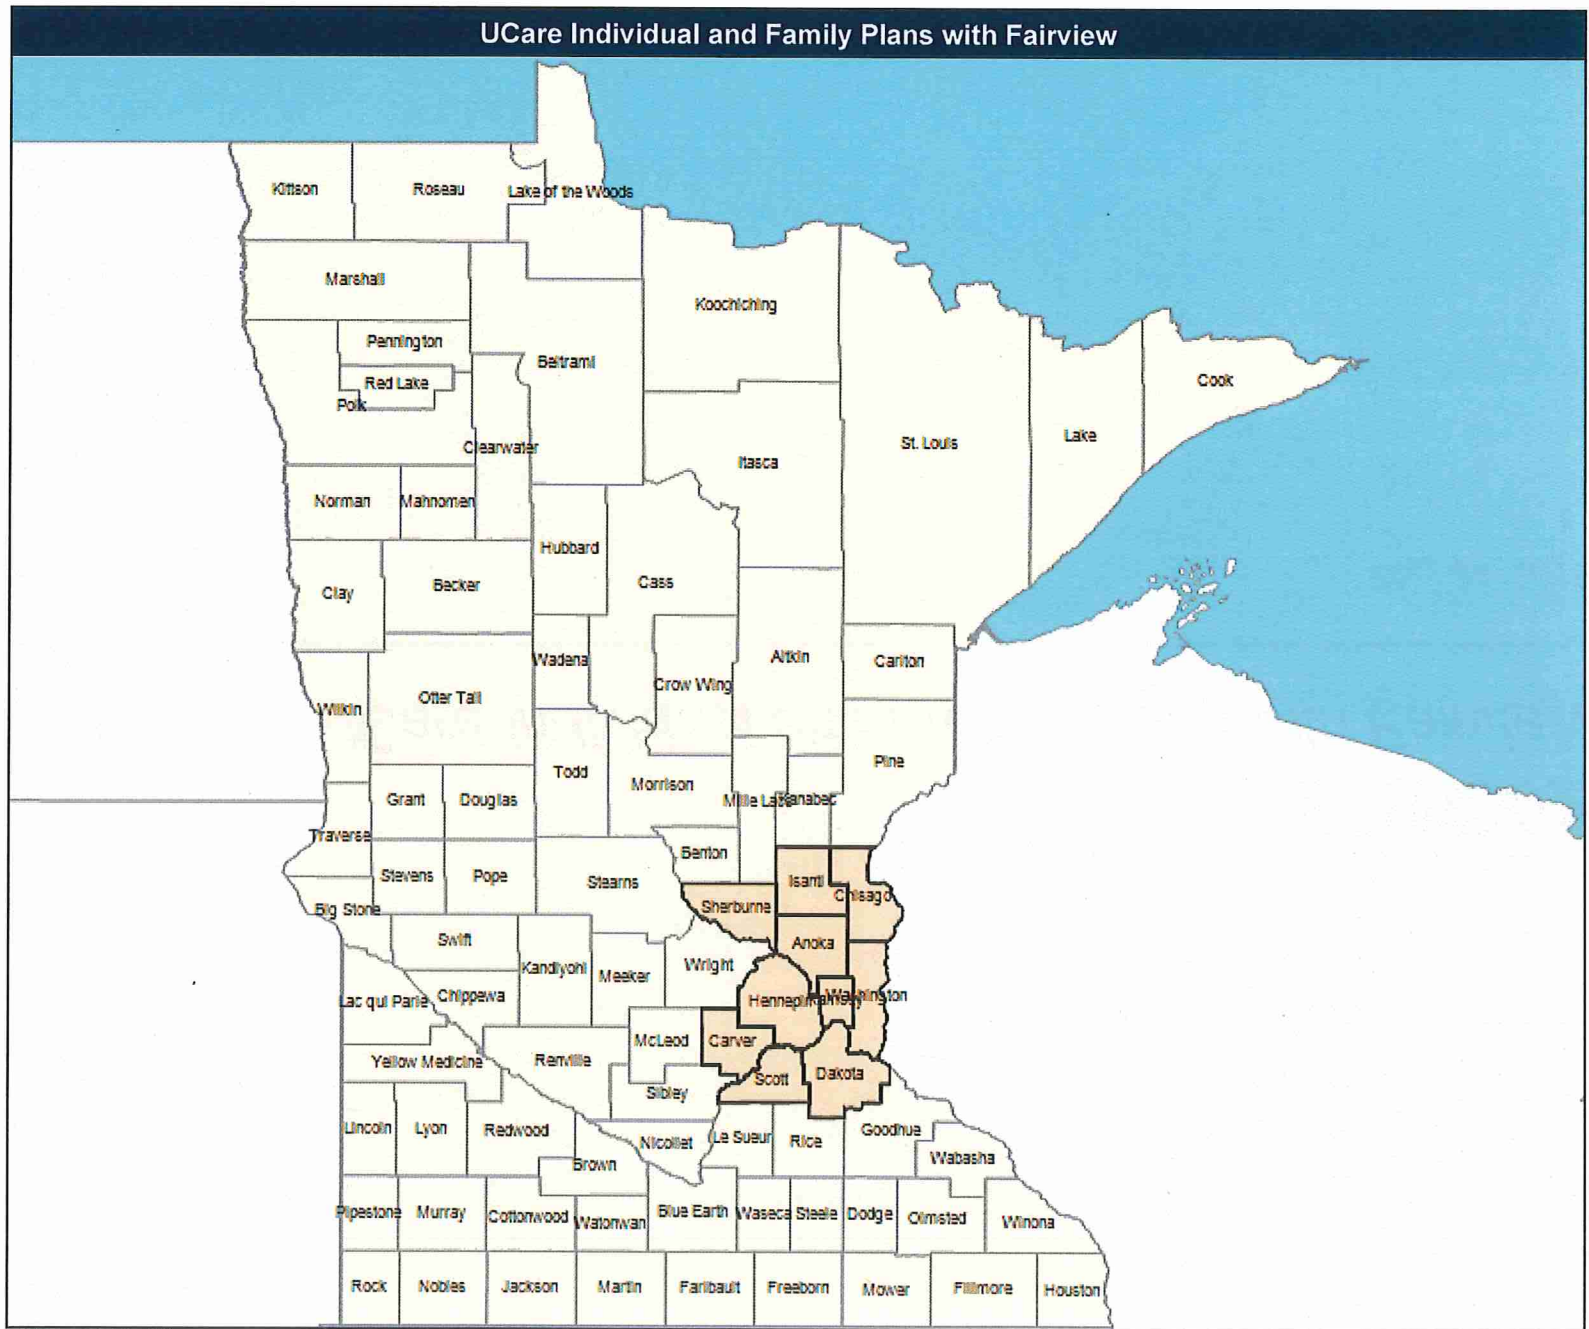 UCare Individual and Family Plans with Fairview
Kittson
Roseau
Lake of the Woods
Marshall
Koochiching
Pennington
Beltrami
Red Lake
Cook
Polk
Clearwater
Lake
St. Louis
Itasca
Norman
Mahnomen
Hubbard
Cass
Clay
Becker
Aitkin
Wadena
Carlton
Crow Wing
Otter Tail
Wilkin
Pine
Todd
Morrison
Grant
Douglas
Mille Lacs
Kanabec
Traverse
Benton
Stevens
Pope
Stearns
Isanti
Chisago
Big Stone
Sherburne
Swift
Anoka
Kandiyohi
Meeker
Wright
Lac qui Parle
Chippewa
Hennepin
Ramsey
Washington
McLeod
Carver
Yellow Medicine
Renville
Scott
Dakota
Sibley
Lincoln
Lyon
Redwood
Nicollet
Le Sueur
Rice
Goodhue
Brown
Wabasha
Pipestone
Murray
Cottonwood
Watonwan
Blue Earth
Waseca
Steele
Dodge
Olmsted
Winona
Rock
Nobles
Jackson
Martin
Faribault
Freeborn
Mower
Fillmore
Houston